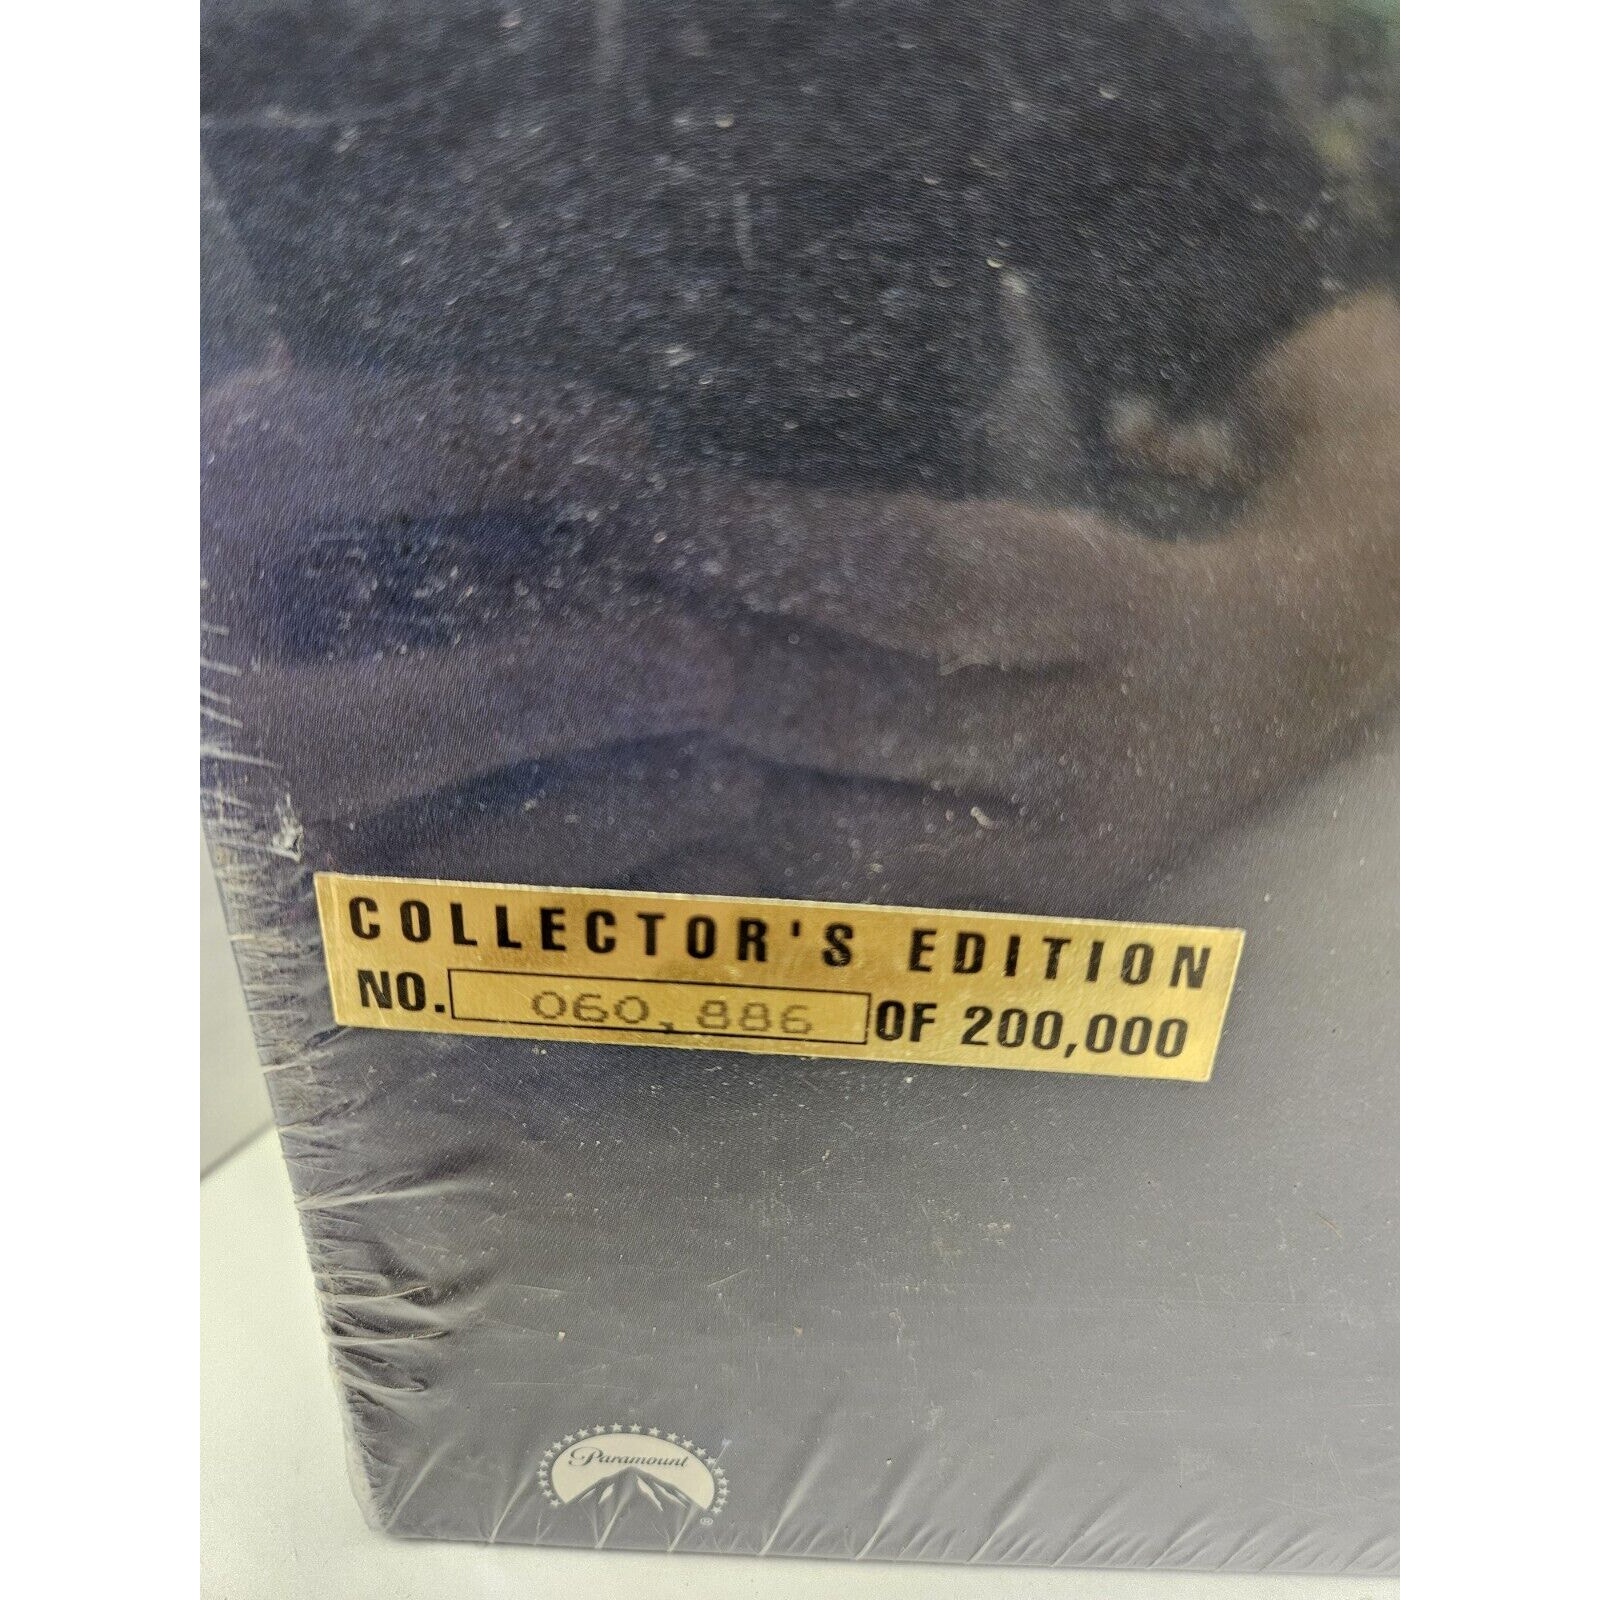 COLLECTOR'S EDITION
NO. 060,886 OF 200,000
Paramount
®